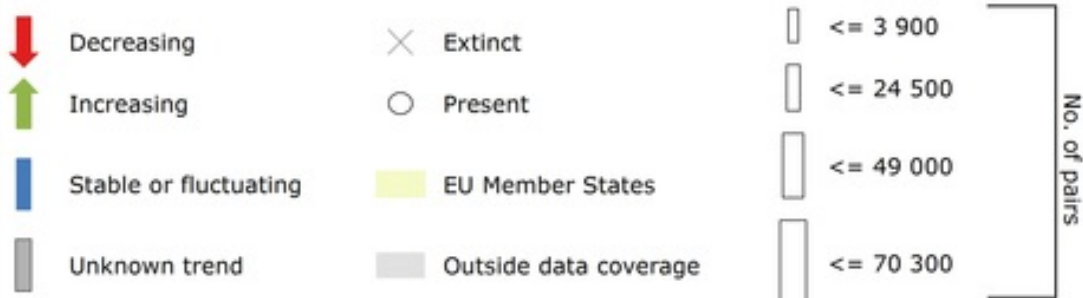 Decreasing
Increasing
Stable or fluctuating
Unknown trend
Extinct
Present
EU Member States
Outside data coverage
<= 3 900
<= 24 500
<= 49 000
<= 70 300
No. of pairs